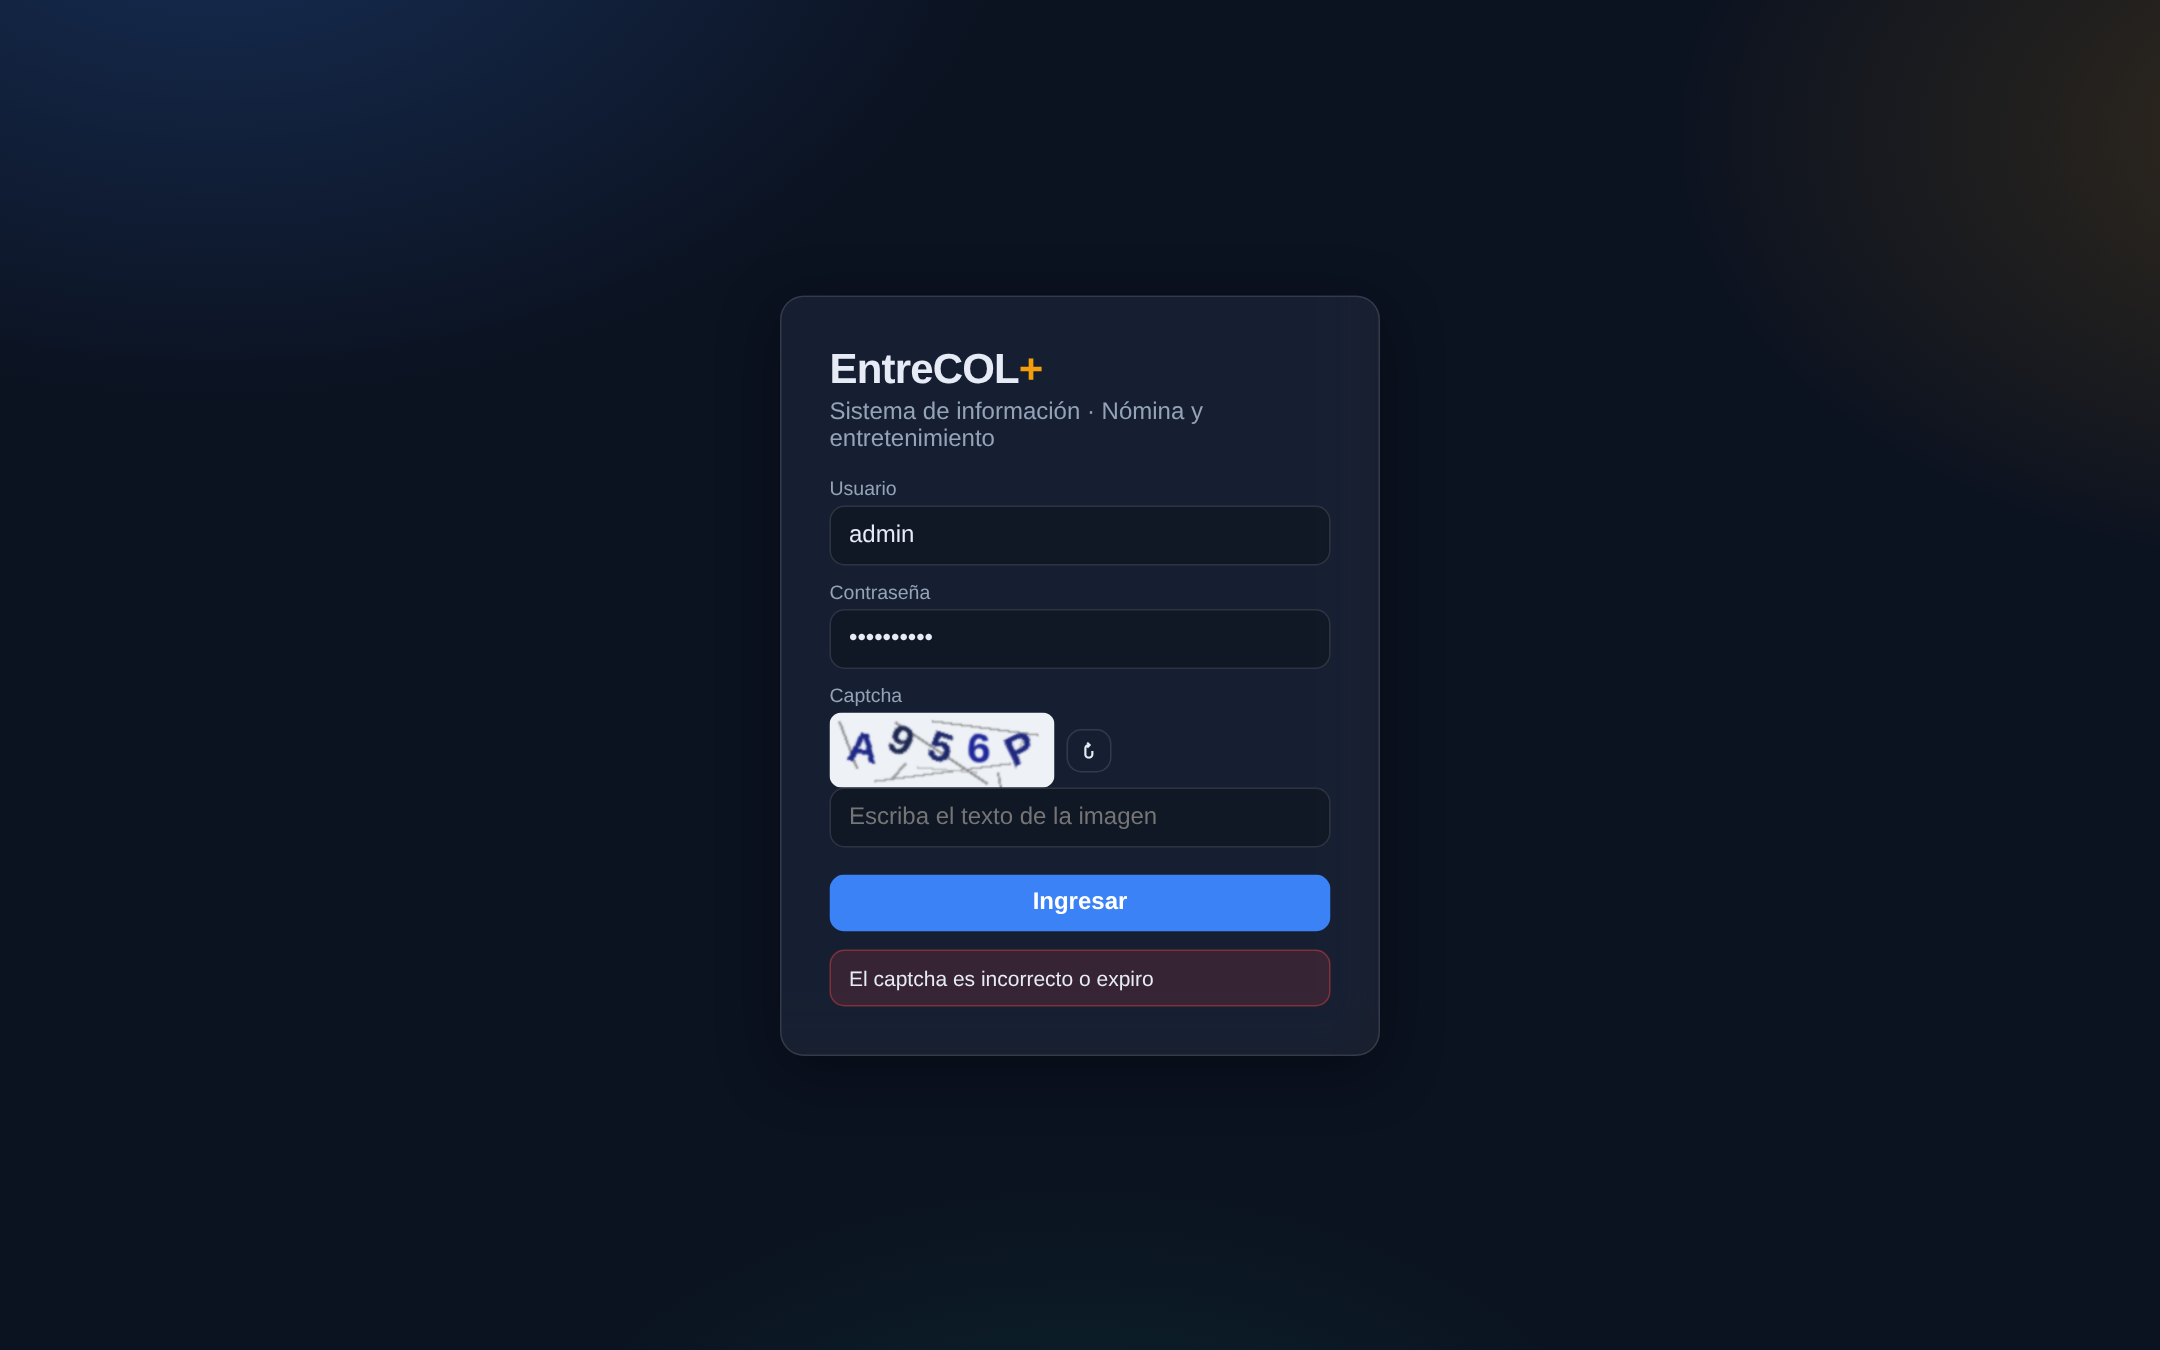 EntreCOL+
Sistema de información · Nómina y
entretenimiento
Usuario
admin
Contraseña
••••••••••
Captcha
A956P
Escriba el texto de la imagen
Ingresar
El captcha es incorrecto o expiro